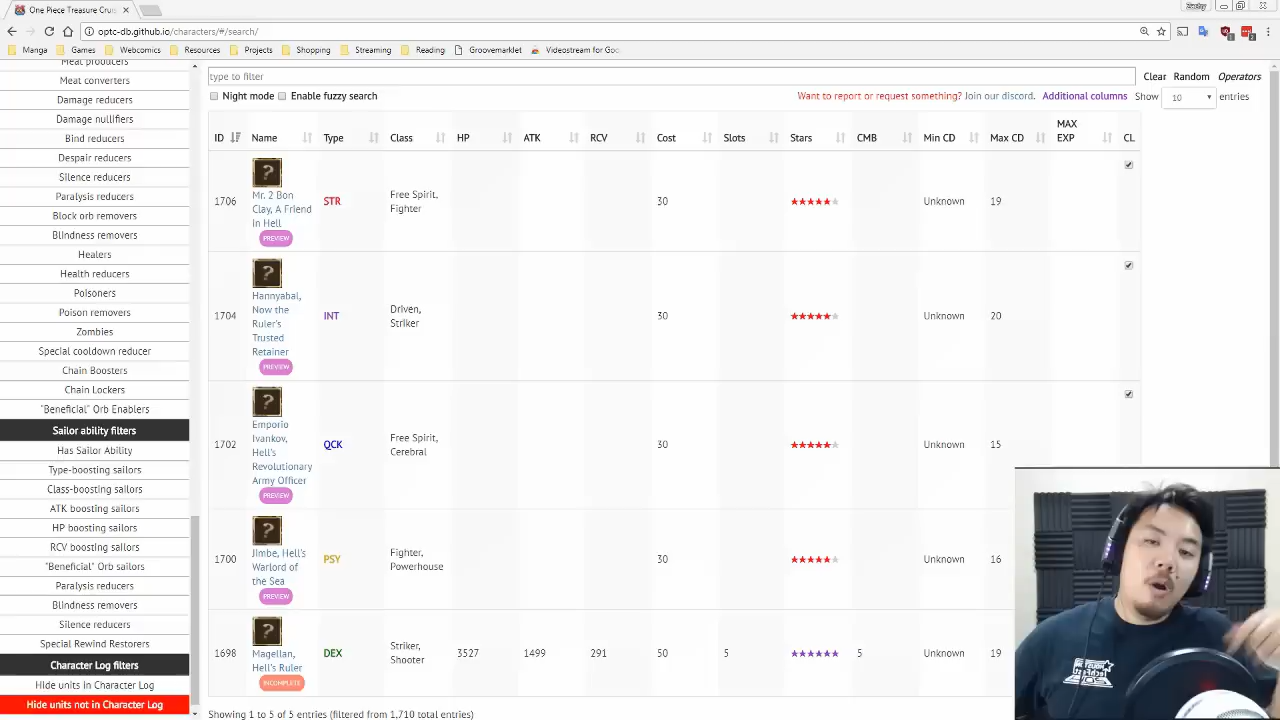 One Piece Treasure Crus
optc-db.github.io/characters/#/search/
Manga Games Webcomics Resources Projects Shopping Streaming Reading Groovemarklet Videostream for Goo
Meat producers
Meat converters
Damage reducers
Damage nullifiers
Bind reducers
Despair reducers
Silence reducers
Paralysis reducers
Block orb removers
Blindness removers
Healers
Health reducers
Poisoners
Poison removers
Zombies
Special cooldown reducer
Chain Boosters
Chain Lockers
"Beneficial" Orb Enablers
Sailor ability filters
Has Sailor Ability
Type-boosting sailors
Class-boosting sailors
ATK boosting sailors
HP boosting sailors
RCV boosting sailors
"Beneficial" Orb sailors
Paralysis reducers
Blindness removers
Silence removers
Special Rewind Restorers
Character Log filters
Hide units in Character Log
Hide units not in Character Log
type to filter
Clear Random Operators
Night mode Enable fuzzy search
Want to report or request something? Join our discord. Additional columns Show 10 entries
ID Name Type Class HP ATK RCV Cost Slots Stars CMB Min CD Max CD MAX EXP CL
1706
?
Mr. 2 Bon
Clay, A Friend
in Hell
PREVIEW
STR
Free Spirit,
Fighter
30
★★★★★★
Unknown
19
1704
?
Hannyabal,
Now the
Ruler's
Trusted
Retainer
PREVIEW
INT
Driven,
Striker
30
★★★★★★
Unknown
20
1702
?
Emporio
Ivankov,
Hell's
Revolutionary
Army Officer
PREVIEW
QCK
Free Spirit,
Cerebral
30
★★★★★★
Unknown
15
1700
?
Jimbe, Hell's
Warlord of
the Sea
PREVIEW
PSY
Fighter,
Powerhouse
30
★★★★★★
Unknown
16
1698
?
Magellan,
Hell's Ruler
INCOMPLETE
DEX
Striker,
Shooter
3527
1499
291
50
5
★★★★★★
5
Unknown
19
Showing 1 to 5 of 5 entries (filtered from 1,710 total entries)